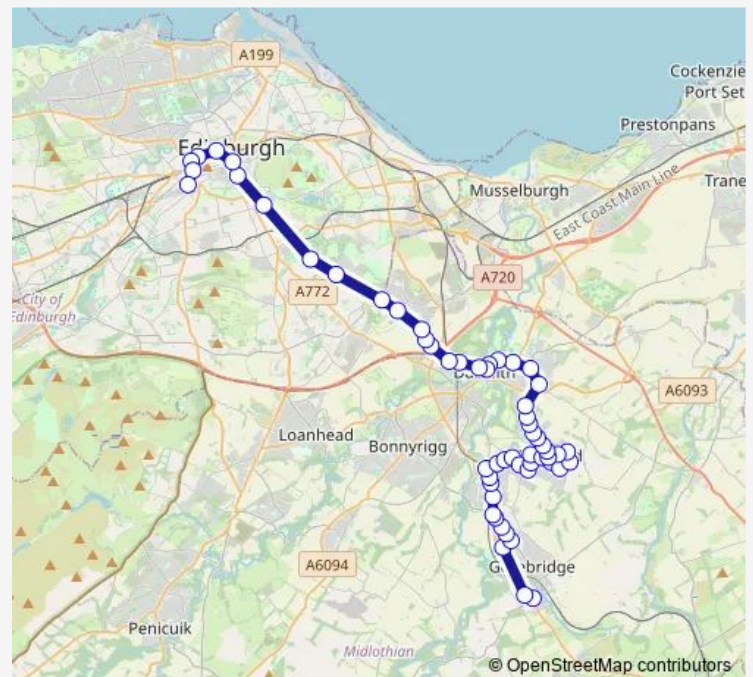 A199
Cockenzie
Port Set
Prestonpans
Edinburgh
Musselburgh
Trane
East Coast Main Line
A720
City of
Edinburgh
A772
A6093
Loanhead
Bonnyrigg
A6094
Penicuik
Midlothian
© OpenStreetMap contributors